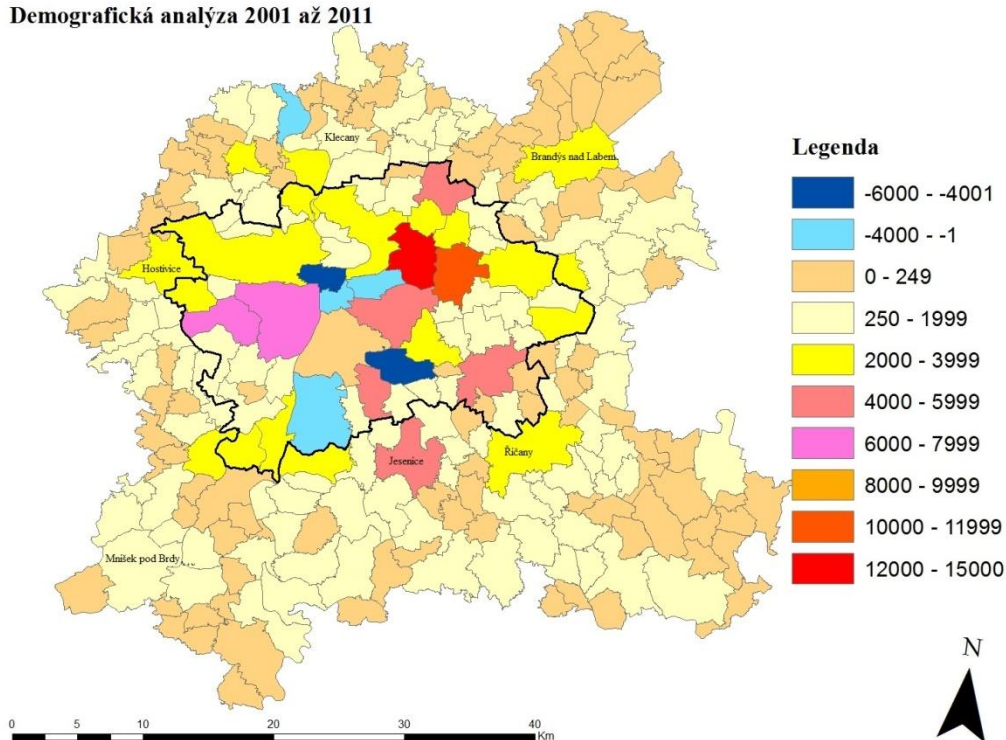 Demografická analýza 2001 až 2011
Klecany
Brandýs nad Labem
Hostivice
Jesenice
Říčany
Mníšek pod Brdy
Legenda
-6000 - -4001
-4000 - -1
0 - 249
250 - 1999
2000 - 3999
4000 - 5999
6000 - 7999
8000 - 9999
10000 - 11999
12000 - 15000
N
0 5 10 20 30 40
Km